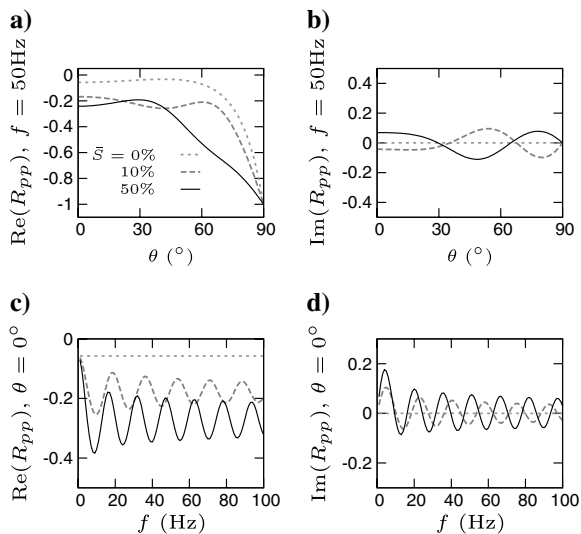 a)
Re(R_pp), f = 50Hz
0
-0.2
-0.4
-0.6
-0.8
-1
S̄ = 0%
10%
50%
0 30 60 90
θ (°)
b)
Im(R_pp), f = 50Hz
0.4
0.2
0
-0.2
-0.4
0 30 60 90
θ (°)
c)
Re(R_pp), θ = 0°
0
-0.2
-0.4
0 20 40 60 80 100
f (Hz)
d)
Im(R_pp), θ = 0°
0.2
0
-0.2
0 20 40 60 80 100
f (Hz)